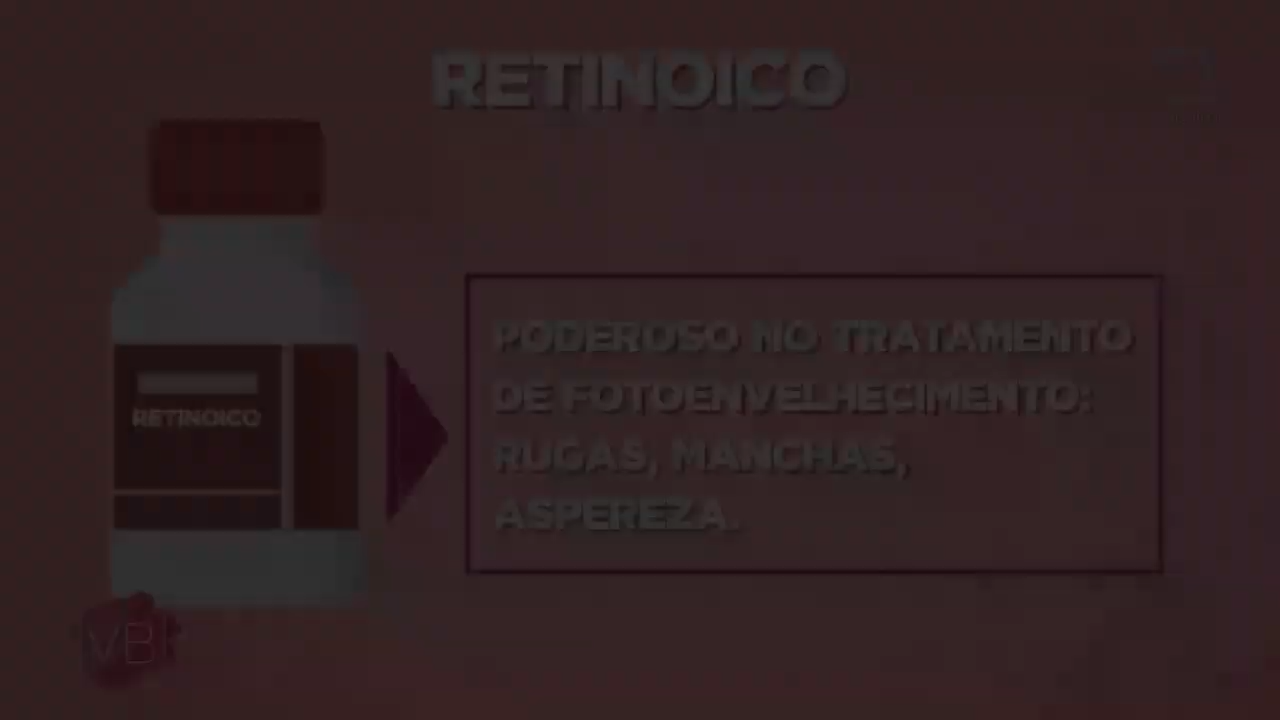 RETINOICO
RETINOICO
PODEROSO NO TRATAMENTO
DE FOTOENVELHECIMENTO:
RUGAS, MANCHAS,
ASPEREZA.